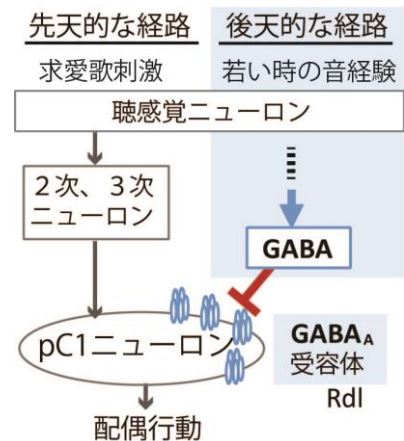 先天的な経路
後天的な経路
求愛歌刺激
若い時の音経験
聴感覚ニューロン
２次、３次
ニューロン
GABA
pC1ニューロン
GABAA
受容体
Rdl
配偶行動